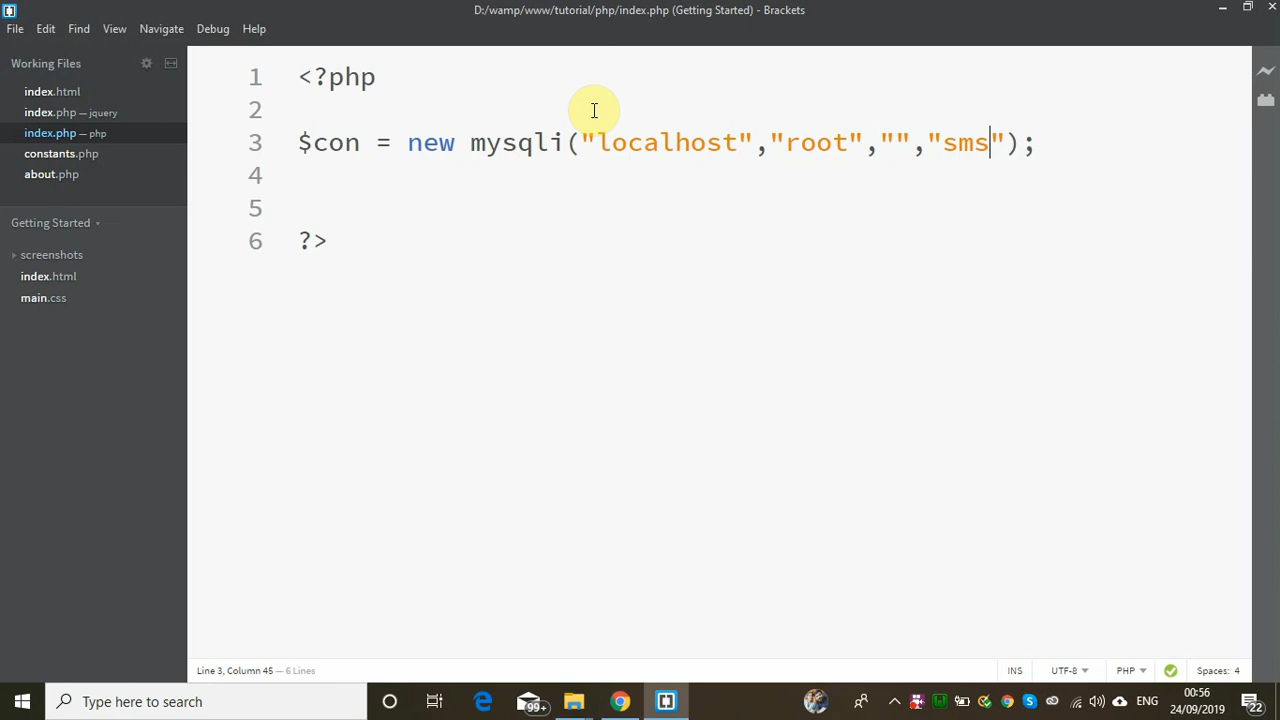 D:/wamp/www/tutorial/php/index.php (Getting Started) - Brackets
File Edit Find View Navigate Debug Help
Working Files
index.html
index.php — jquery
index.php — php
constants.php
about.php
Getting Started
screenshots
index.html
main.css
1 <?php
2
3 $con = new mysqli("localhost","root","","sms");
4
5
6 ?>
Line 3, Column 45 — 6 Lines
INS UTF-8 PHP Spaces: 4
Type here to search
99+
ENG
00:56
24/09/2019
22